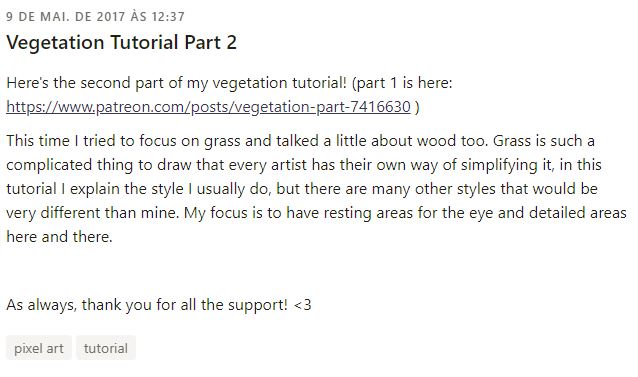 9 DE MAI. DE 2017 ÀS 12:37
Vegetation Tutorial Part 2
Here's the second part of my vegetation tutorial! (part 1 is here:
https://www.patreon.com/posts/vegetation-part-7416630 )
This time I tried to focus on grass and talked a little about wood too. Grass is such a
complicated thing to draw that every artist has their own way of simplifying it, in this
tutorial I explain the style I usually do, but there are many other styles that would be
very different than mine. My focus is to have resting areas for the eye and detailed areas
here and there.
As always, thank you for all the support! <3
pixel art
tutorial